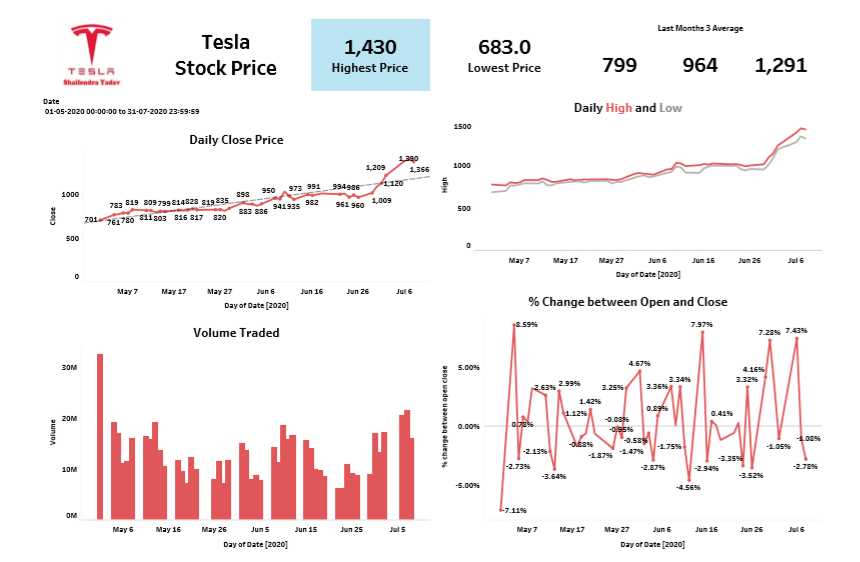 TESLA
Shailendra Yadav
Tesla
Stock Price
1,430
Highest Price
683.0
Lowest Price
Last Months 3 Average
799 964 1,291
Date
01-05-2020 00:00:00 to 31-07-2020 23:59:59
Daily Close Price
Close
1000
500
0
701 783 761 780 819 811 809 803 799 814 816 828 817 819 820 835 898 883 886 950 941 973 935 991 982 994 961 986 960 1,009 1,209 1,120 1,390 1,366
May 7 May 17 May 27 Jun 6 Jun 16 Jun 26 Jul 6
Day of Date [2020]
Daily High and Low
High
1500
1000
500
0
May 7 May 17 May 27 Jun 6 Jun 16 Jun 26 Jul 6
Day of Date [2020]
Volume Traded
Volume
30M
20M
10M
0M
May 6 May 16 May 26 Jun 5 Jun 15 Jun 25 Jul 5
Day of Date [2020]
% Change between Open and Close
% change between open close
5.00%
0.00%
-5.00%
-7.11% 8.59% -2.73% 0.78% -2.63% -2.13% -3.64% 2.99% -1.12% 1.42% -1.87% -0.08% -0.95% -1.47% 3.25% 4.67% -0.58% -2.87% 0.89% 3.36% 3.34% -1.75% -4.56% 7.97% -2.94% 0.41% -3.35% 3.32% -3.52% 4.16% 7.28% -1.05% 7.43% -1.08% -2.78%
May 7 May 17 May 27 Jun 6 Jun 16 Jun 26 Jul 6
Day of Date [2020]